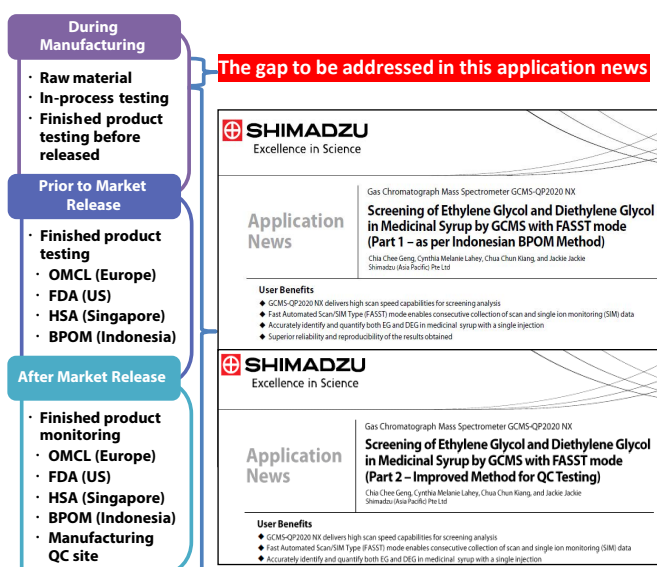 During
Manufacturing
· Raw material
· In-process testing
· Finished product
testing before
released
Prior to Market
Release
· Finished product
testing
· OMCL (Europe)
· FDA (US)
· HSA (Singapore)
· BPOM (Indonesia)
After Market Release
· Finished product
monitoring
· OMCL (Europe)
· FDA (US)
· HSA (Singapore)
· BPOM (Indonesia)
· Manufacturing
QC site
The gap to be addressed in this application news
SHIMADZU
Excellence in Science
Gas Chromatograph Mass Spectrometer GCMS-QP2020 NX
Application
News
Screening of Ethylene Glycol and Diethylene Glycol
in Medicinal Syrup by GCMS with FASST mode
(Part 1 – as per Indonesian BPOM Method)
Chia Chee Geng, Cynthia Melanie Lahey, Chua Chun Kiang, and Jackie Jackie
Shimadzu (Asia Pacific) Pte Ltd
User Benefits
◆ GCMS-QP2020 NX delivers high scan speed capabilities for screening analysis
◆ Fast Automated Scan/SIM Type (FASST) mode enables consecutive collection of scan and single ion monitoring (SIM) data
◆ Accurately identify and quantify both EG and DEG in medicinal syrup with a single injection
◆ Superior reliability and reproducibility of the results obtained
SHIMADZU
Excellence in Science
Gas Chromatograph Mass Spectrometer GCMS-QP2020 NX
Application
News
Screening of Ethylene Glycol and Diethylene Glycol
in Medicinal Syrup by GCMS with FASST mode
(Part 2 – Improved Method for QC Testing)
Chia Chee Geng, Cynthia Melanie Lahey, Chua Chun Kiang, and Jackie Jackie
Shimadzu (Asia Pacific) Pte Ltd
User Benefits
◆ GCMS-QP2020 NX delivers high scan speed capabilities for screening analysis
◆ Fast Automated Scan/SIM Type (FASST) mode enables consecutive collection of scan and single ion monitoring (SIM) data
◆ Accurately identify and quantify both EG and DEG in medicinal syrup with a single injection